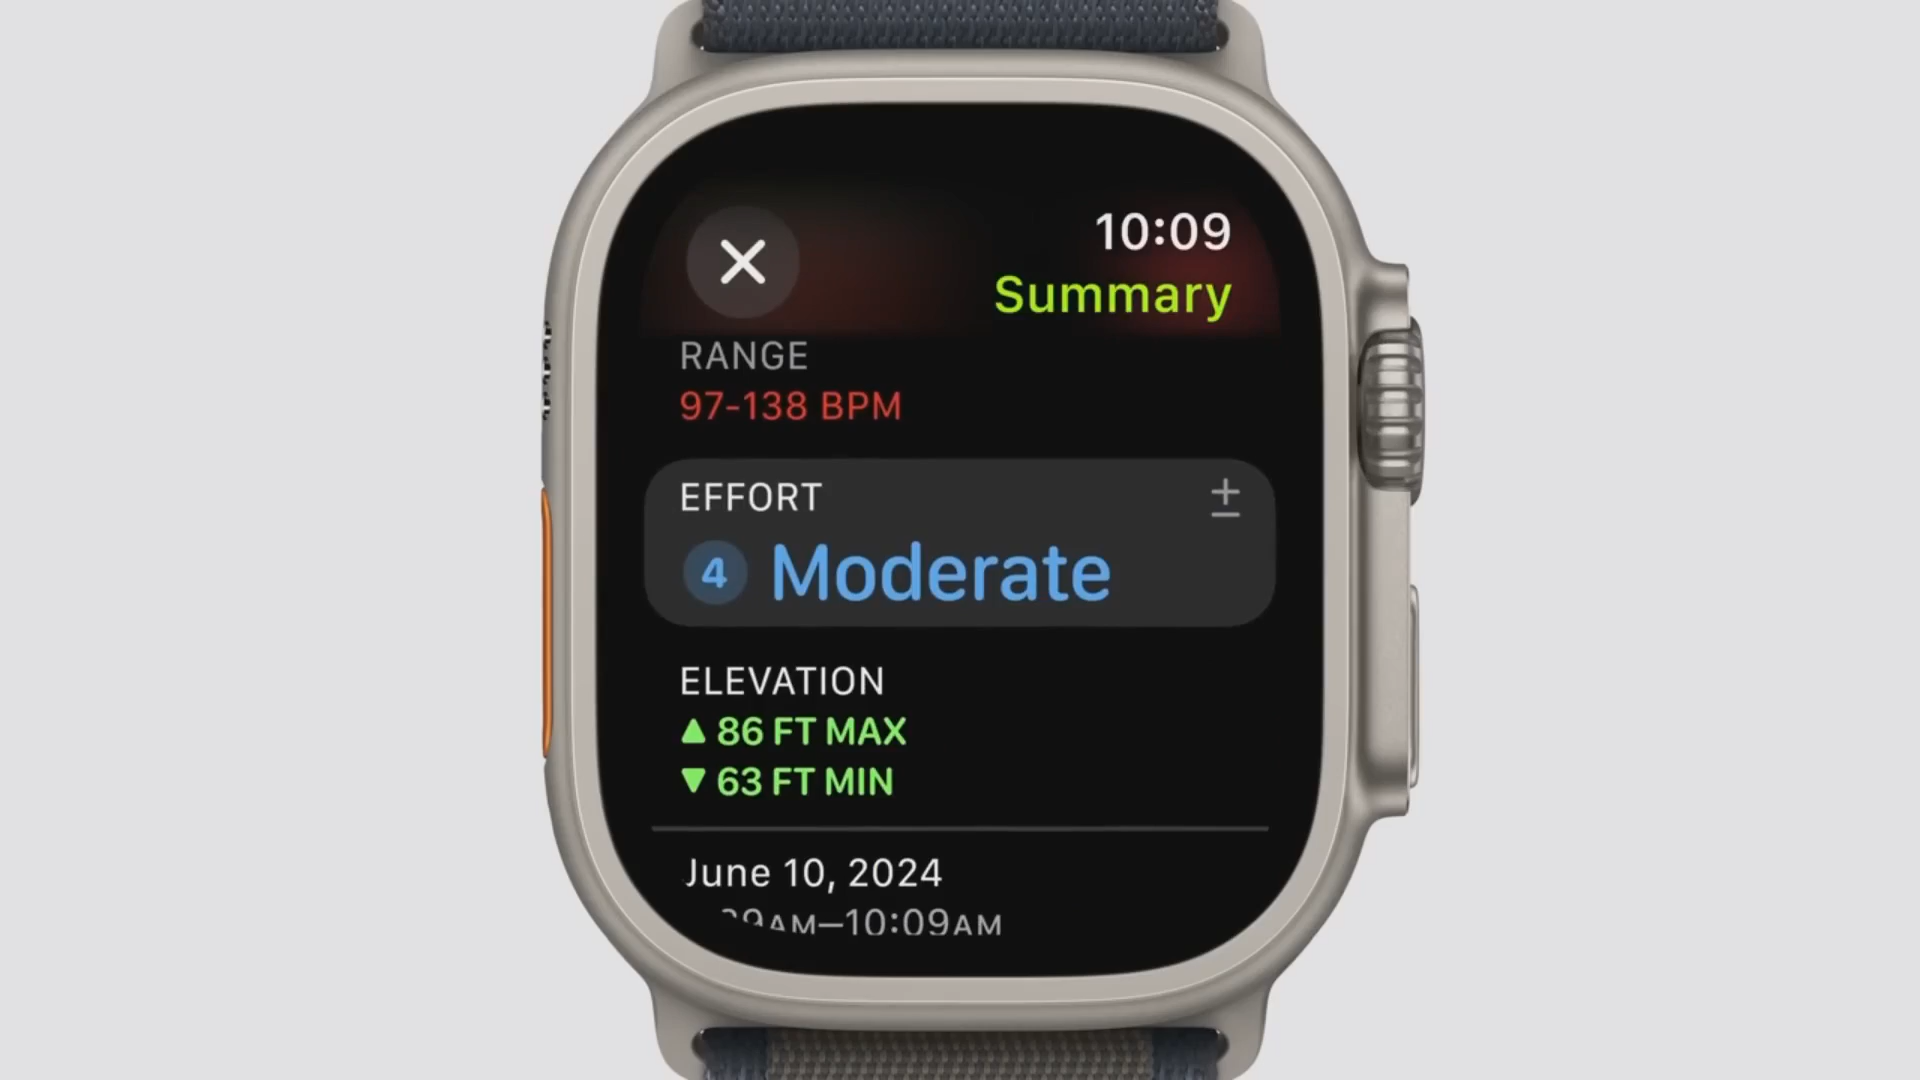 10:09
Summary
RANGE
97-138 BPM
EFFORT
±
4 Moderate
ELEVATION
▲ 86 FT MAX
▼ 63 FT MIN
June 10, 2024
AM–10:09AM